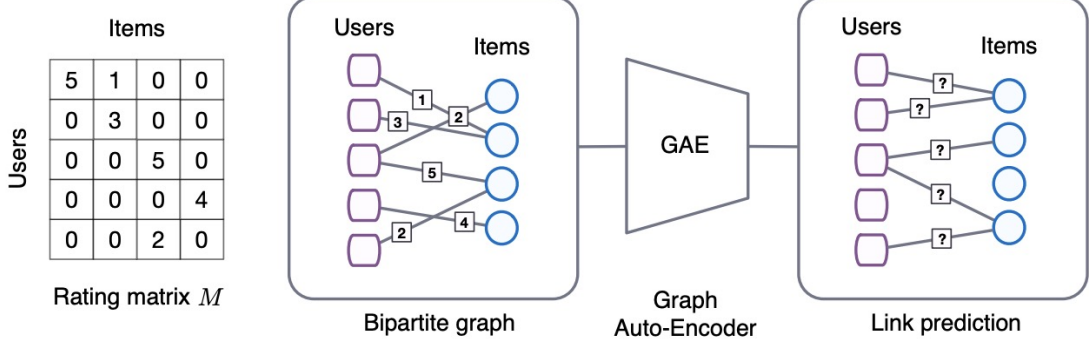 Items
Users
5 1 0 0
0 3 0 0
0 0 5 0
0 0 0 4
0 0 2 0
Rating matrix M
Users
Items
1
2
3
5
4
2
Bipartite graph
GAE
Graph
Auto-Encoder
Users
Items
?
?
?
?
?
Link prediction